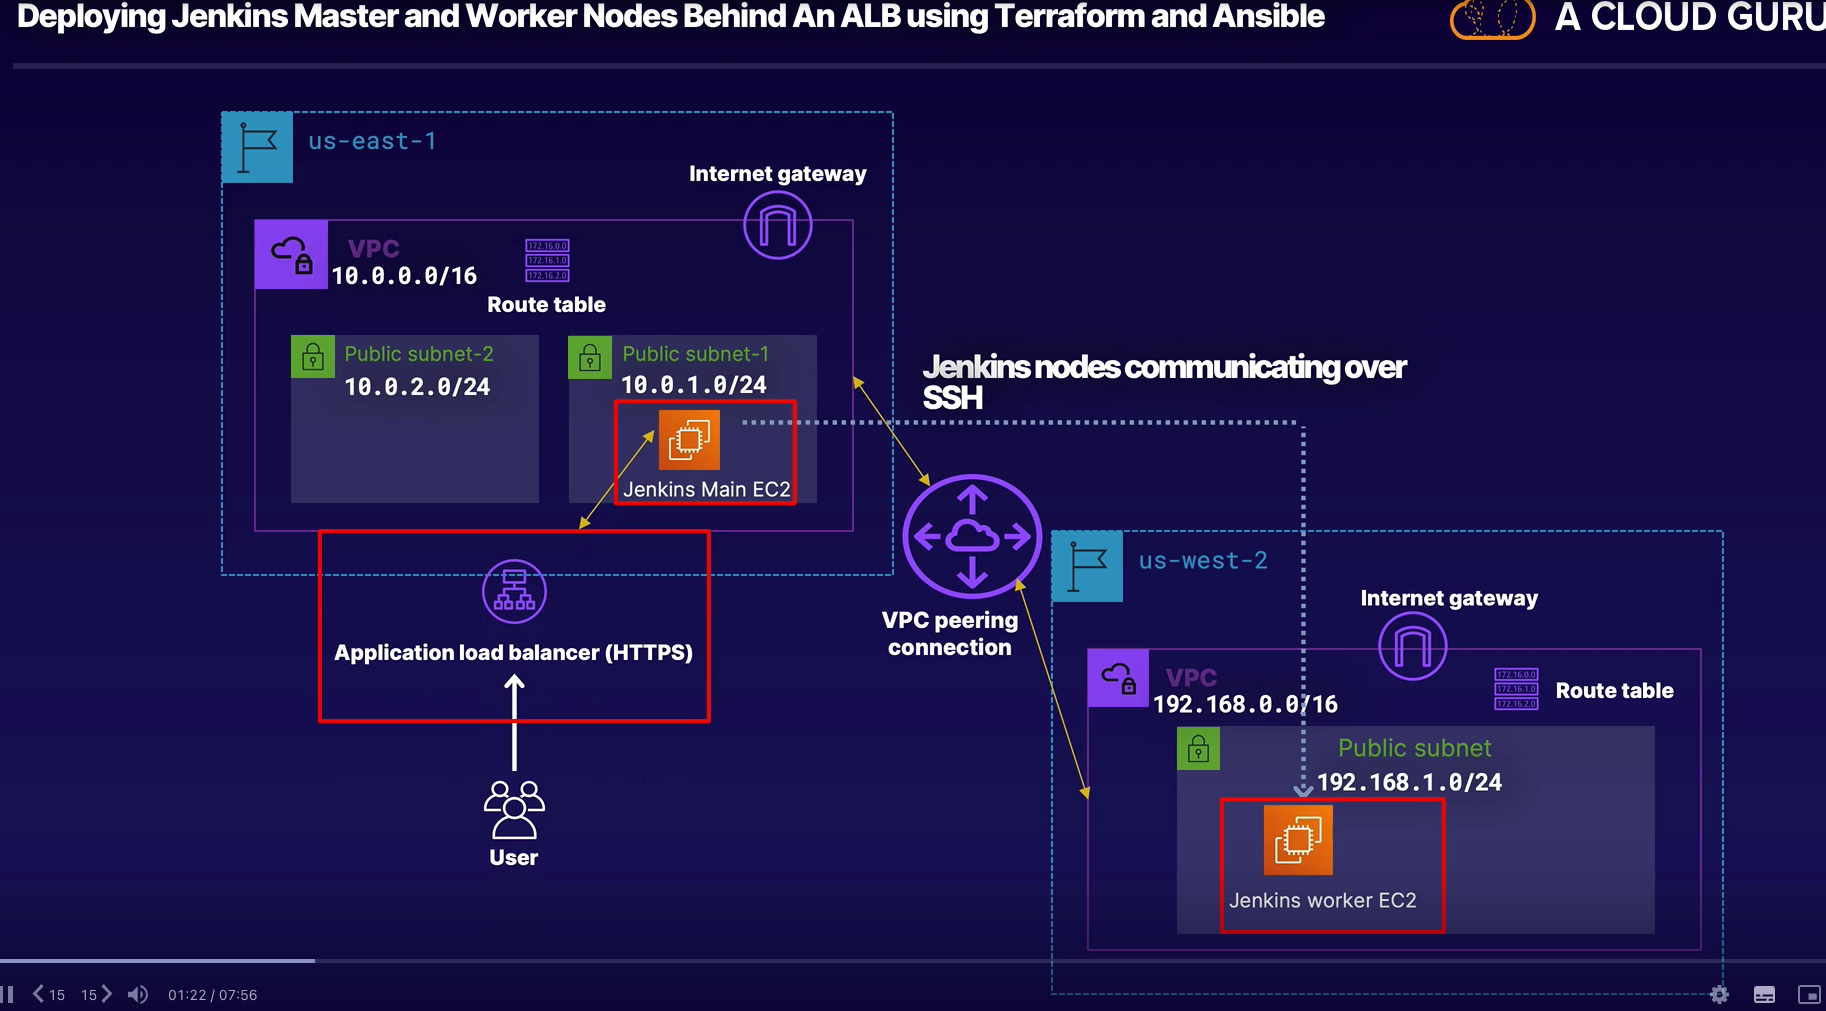 Deploying Jenkins Master and Worker Nodes Behind An ALB using Terraform and Ansible
A CLOUD GURU
us-east-1
Internet gateway
VPC
10.0.0.0/16
172.16.0.0
172.16.1.0
172.16.2.0
Route table
Public subnet-2
10.0.2.0/24
Public subnet-1
10.0.1.0/24
Jenkins Main EC2
Jenkins nodes communicating over
SSH
Application load balancer (HTTPS)
User
VPC peering
connection
us-west-2
Internet gateway
VPC
192.168.0.0/16
172.16.0.0
172.16.1.0
172.16.2.0
Route table
Public subnet
192.168.1.0/24
Jenkins worker EC2
15
15
01:22 / 07:56